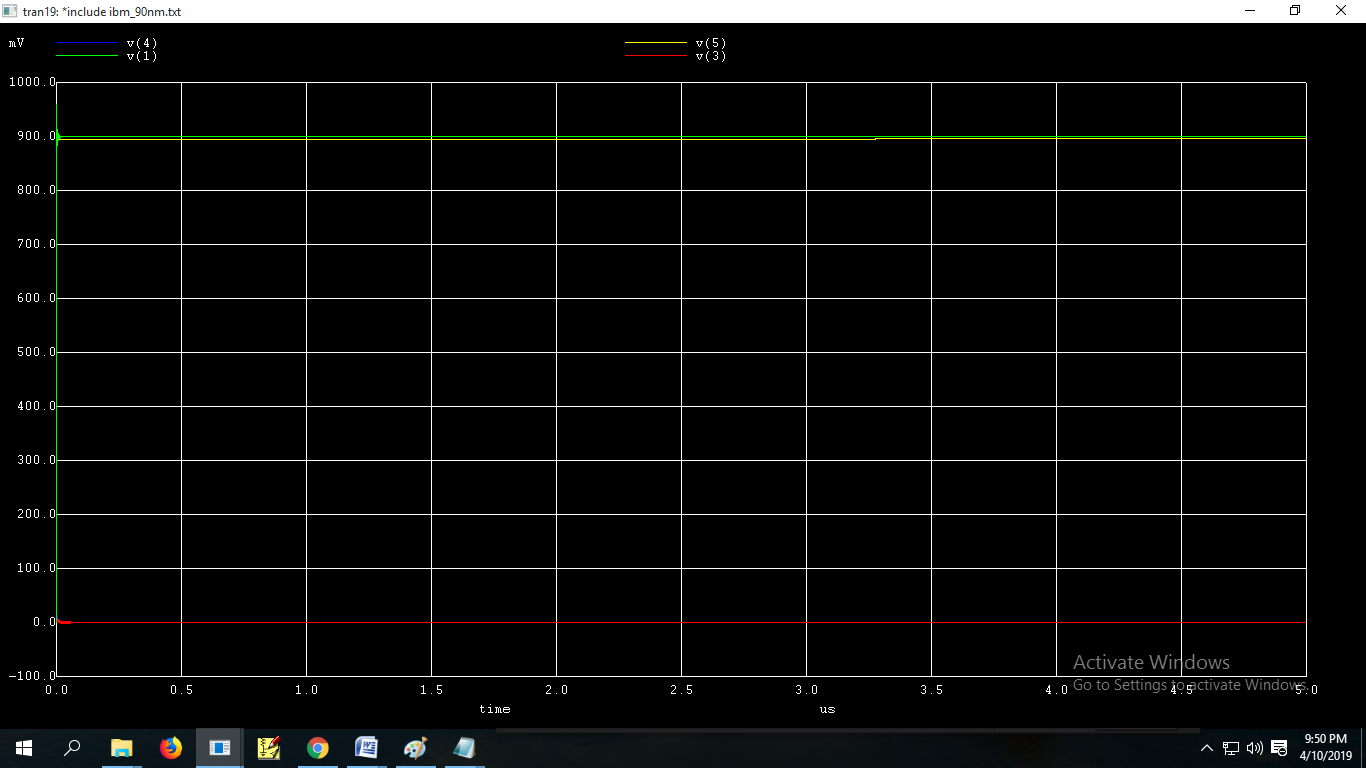 tran19: *include ibm_90nm.txt
mV
v(4)
v(5)
v(1)
v(3)
1000.0
900.0
800.0
700.0
600.0
500.0
400.0
300.0
200.0
100.0
0.0
-100.0
0.0 0.5 1.0 1.5 2.0 2.5 3.0 3.5 4.0 4.5 5.0
time us
Activate Windows
Go to Settings to activate Windows.
9:50 PM
4/10/2019